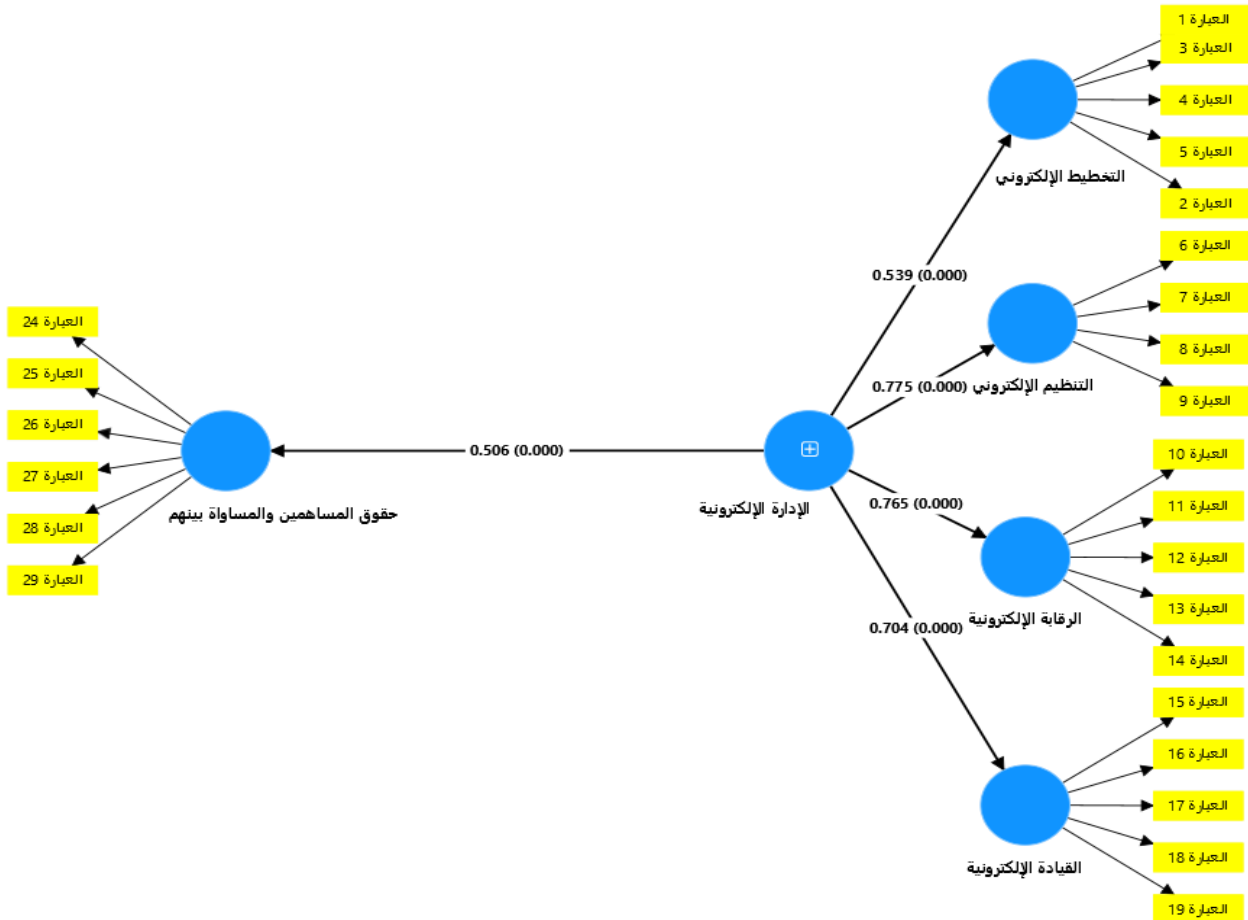 العبارة 1
العبارة 3
العبارة 4
العبارة 5
العبارة 2
التخطيط الإلكتروني
العبارة 6
العبارة 7
العبارة 8
العبارة 9
التنظيم الإلكتروني
0.539 (0.000)
0.775 (0.000)
العبارة 24
العبارة 25
العبارة 26
العبارة 27
العبارة 28
العبارة 29
حقوق المساهمين والمساواة بينهم
0.506 (0.000)
الإدارة الإلكترونية
0.765 (0.000)
0.704 (0.000)
العبارة 10
العبارة 11
العبارة 12
العبارة 13
العبارة 14
الرقابة الإلكترونية
العبارة 15
العبارة 16
العبارة 17
العبارة 18
العبارة 19
القيادة الإلكترونية